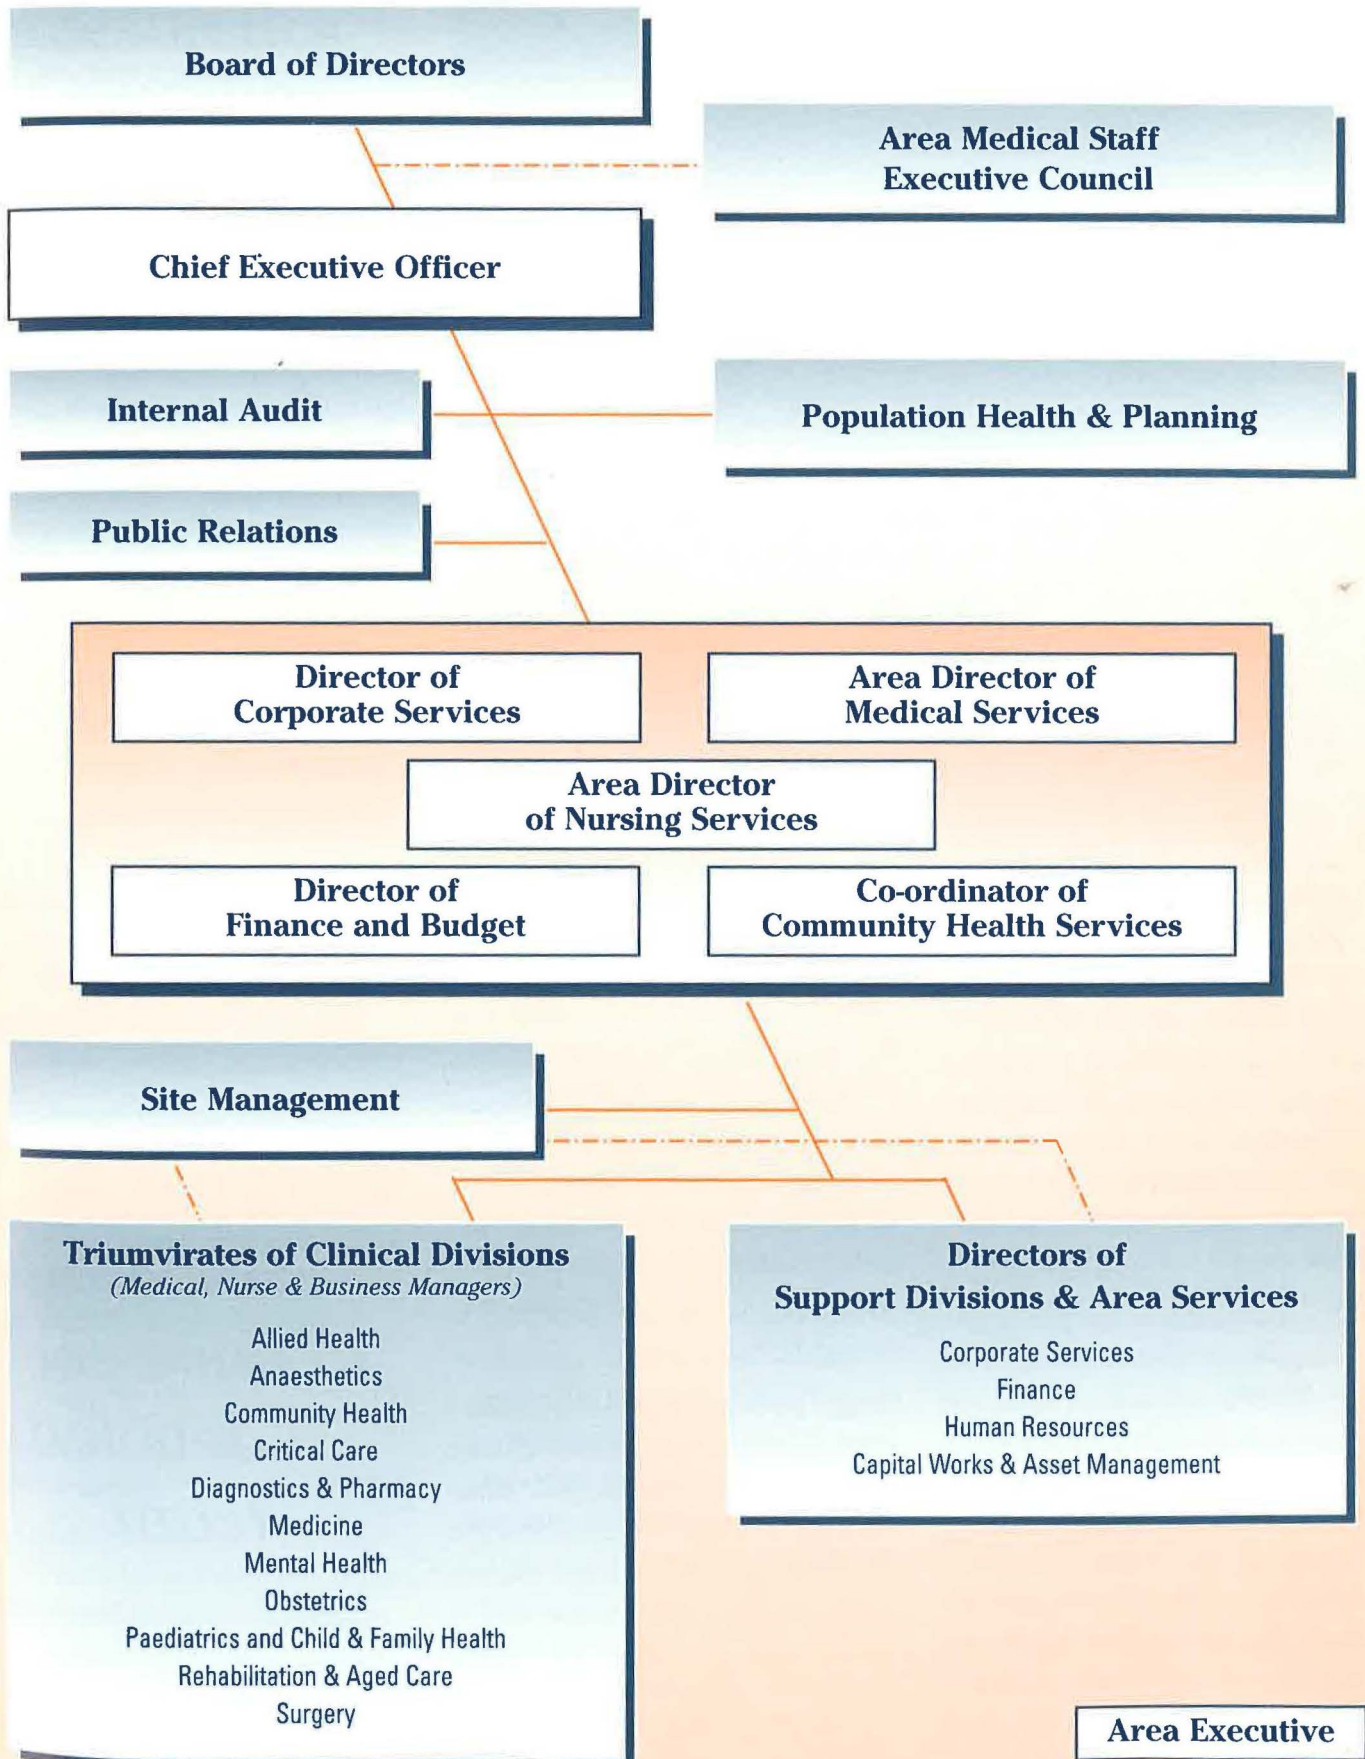 Board of Directors
Area Medical Staff
Executive Council
Chief Executive Officer
Internal Audit
Population Health & Planning
Public Relations
Director of
Corporate Services
Area Director of
Medical Services
Area Director
of Nursing Services
Director of
Finance and Budget
Co-ordinator of
Community Health Services
Site Management
Triumvirates of Clinical Divisions
(Medical, Nurse & Business Managers)
Allied Health
Anaesthetics
Community Health
Critical Care
Diagnostics & Pharmacy
Medicine
Mental Health
Obstetrics
Paediatrics and Child & Family Health
Rehabilitation & Aged Care
Surgery
Directors of
Support Divisions & Area Services
Corporate Services
Finance
Human Resources
Capital Works & Asset Management
Area Executive